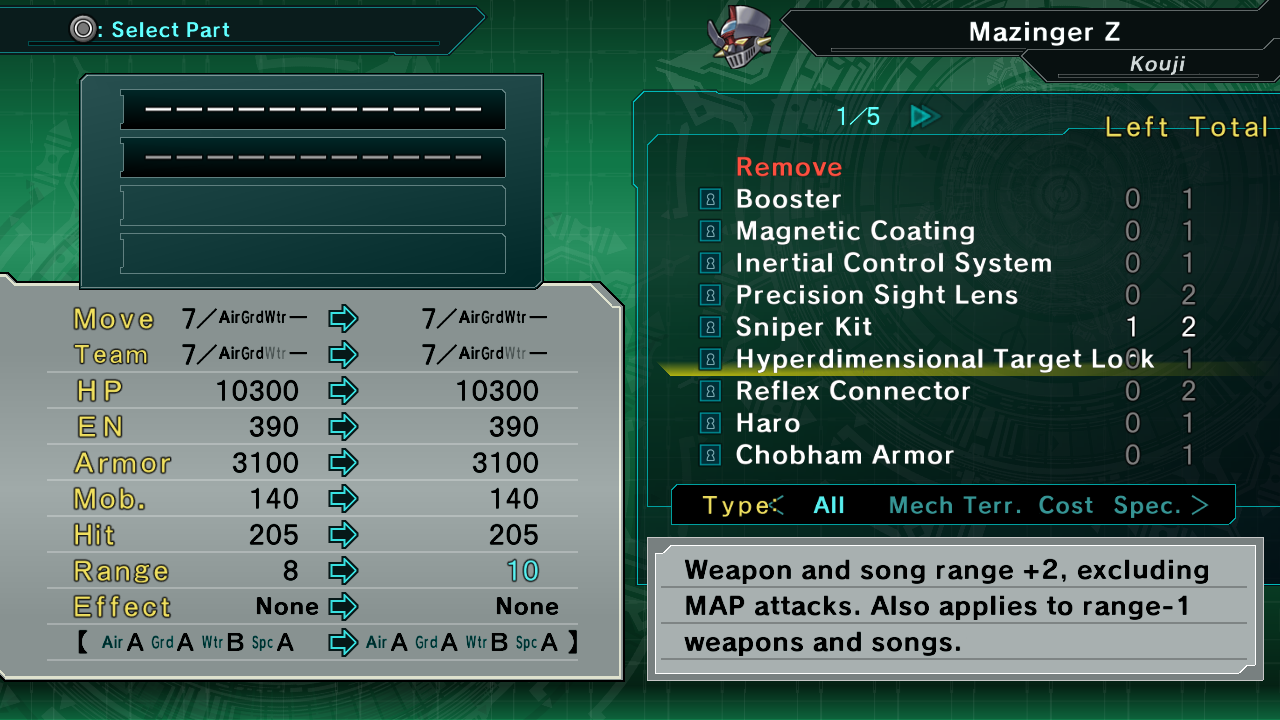 : Select Part
Mazinger Z
Kouji
1/5
Left Total
Remove
Booster 0 1
Magnetic Coating 0 1
Inertial Control System 0 1
Precision Sight Lens 0 2
Sniper Kit 1 2
Hyperdimensional Target Lock 0 1
Reflex Connector 0 2
Haro 0 1
Chobham Armor 0 1
Type: < All Mech Terr. Cost Spec. >
Move 7/AirGrdWtr— 7/AirGrdWtr—
Team 7/AirGrdWtr— 7/AirGrdWtr—
HP 10300 10300
EN 390 390
Armor 3100 3100
Mob. 140 140
Hit 205 205
Range 8 10
Effect None None
【 Air A Grd A Wtr B Spc A Air A Grd A Wtr B Spc A 】
Weapon and song range +2, excluding
MAP attacks. Also applies to range-1
weapons and songs.